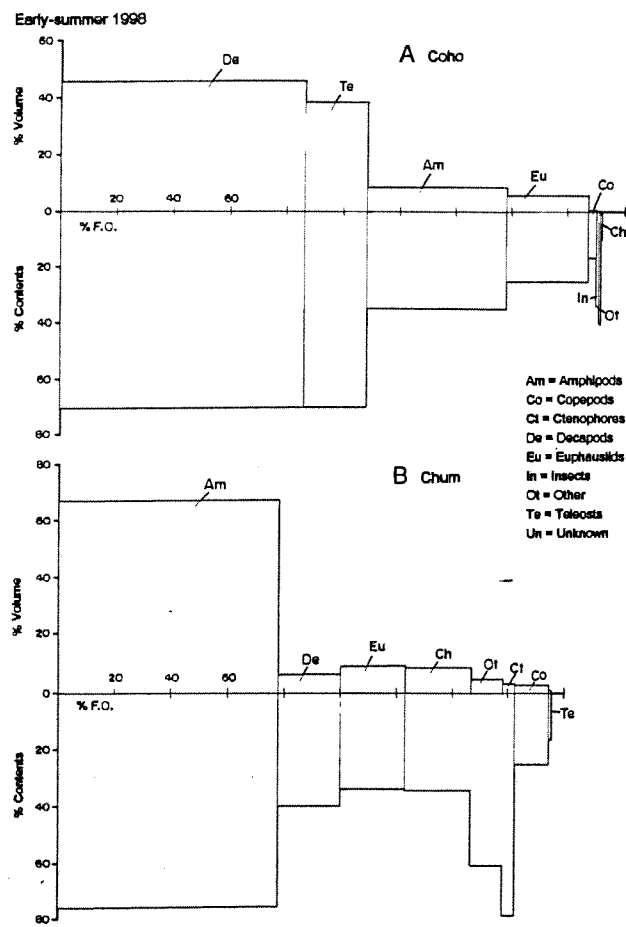 Early-summer 1998
A Coho
60
40
20
0
20
40
60
80
% Volume
% Contents
20
60
% F.O.
De
Te
Am
Eu
Co
Ch
In
Ot
Am = Amphipods
Co = Copepods
Ct = Ctenophores
De = Decapods
Eu = Euphausiids
In = Insects
Ot = Other
Te = Teleosts
Un = Unknown
B Chum
80
60
40
20
0
20
40
60
80
% Volume
% Contents
20
60
% F.O.
Am
De
Eu
Ch
Ot
Ct
Co
Te